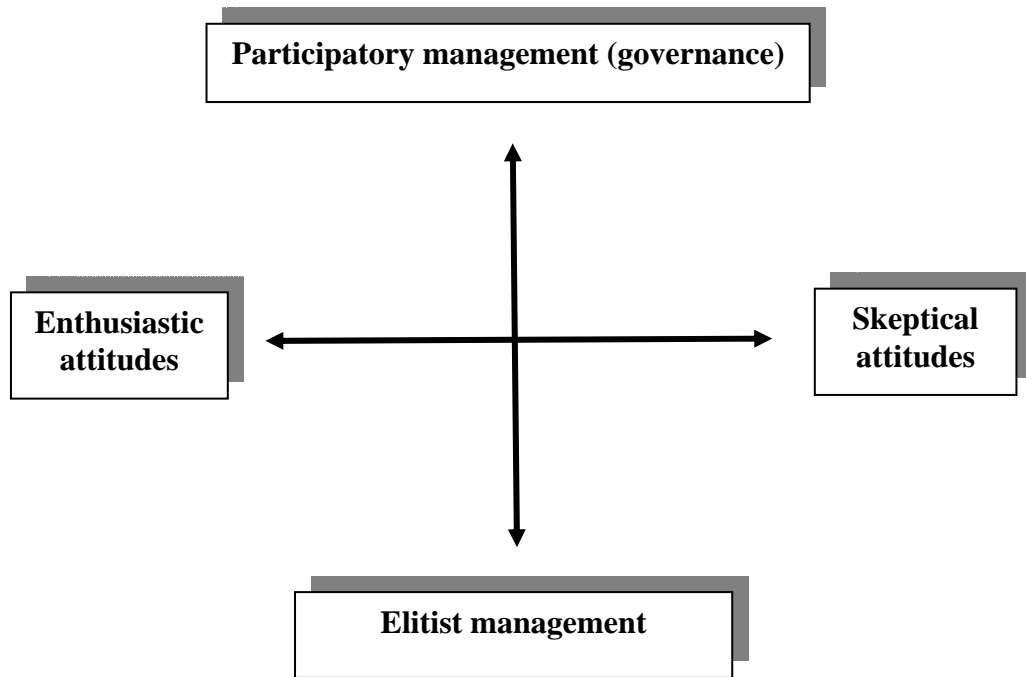 Participatory management (governance)
Enthusiastic
attitudes
Skeptical
attitudes
Elitist management